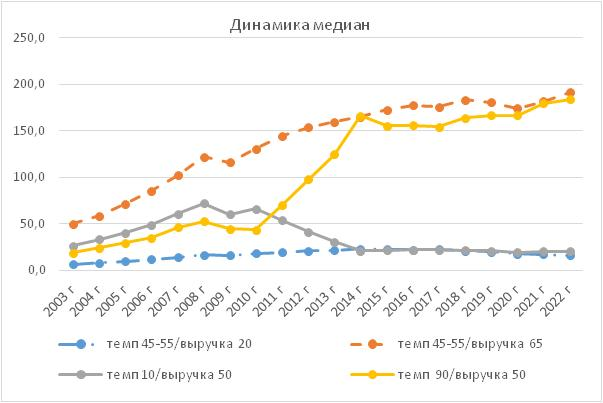 Динамика медиан
250,0
200,0
150,0
100,0
50,0
0,0
2003 г
2004 г
2005 г
2006 г
2007 г
2008 г
2009 г
2010 г
2011 г
2012 г
2013 г
2014 г
2015 г
2016 г
2017 г
2018 г
2019 г
2020 г
2021 г
2022 г
темп 45-55/выручка 20
темп 45-55/выручка 65
темп 10/выручка 50
темп 90/выручка 50